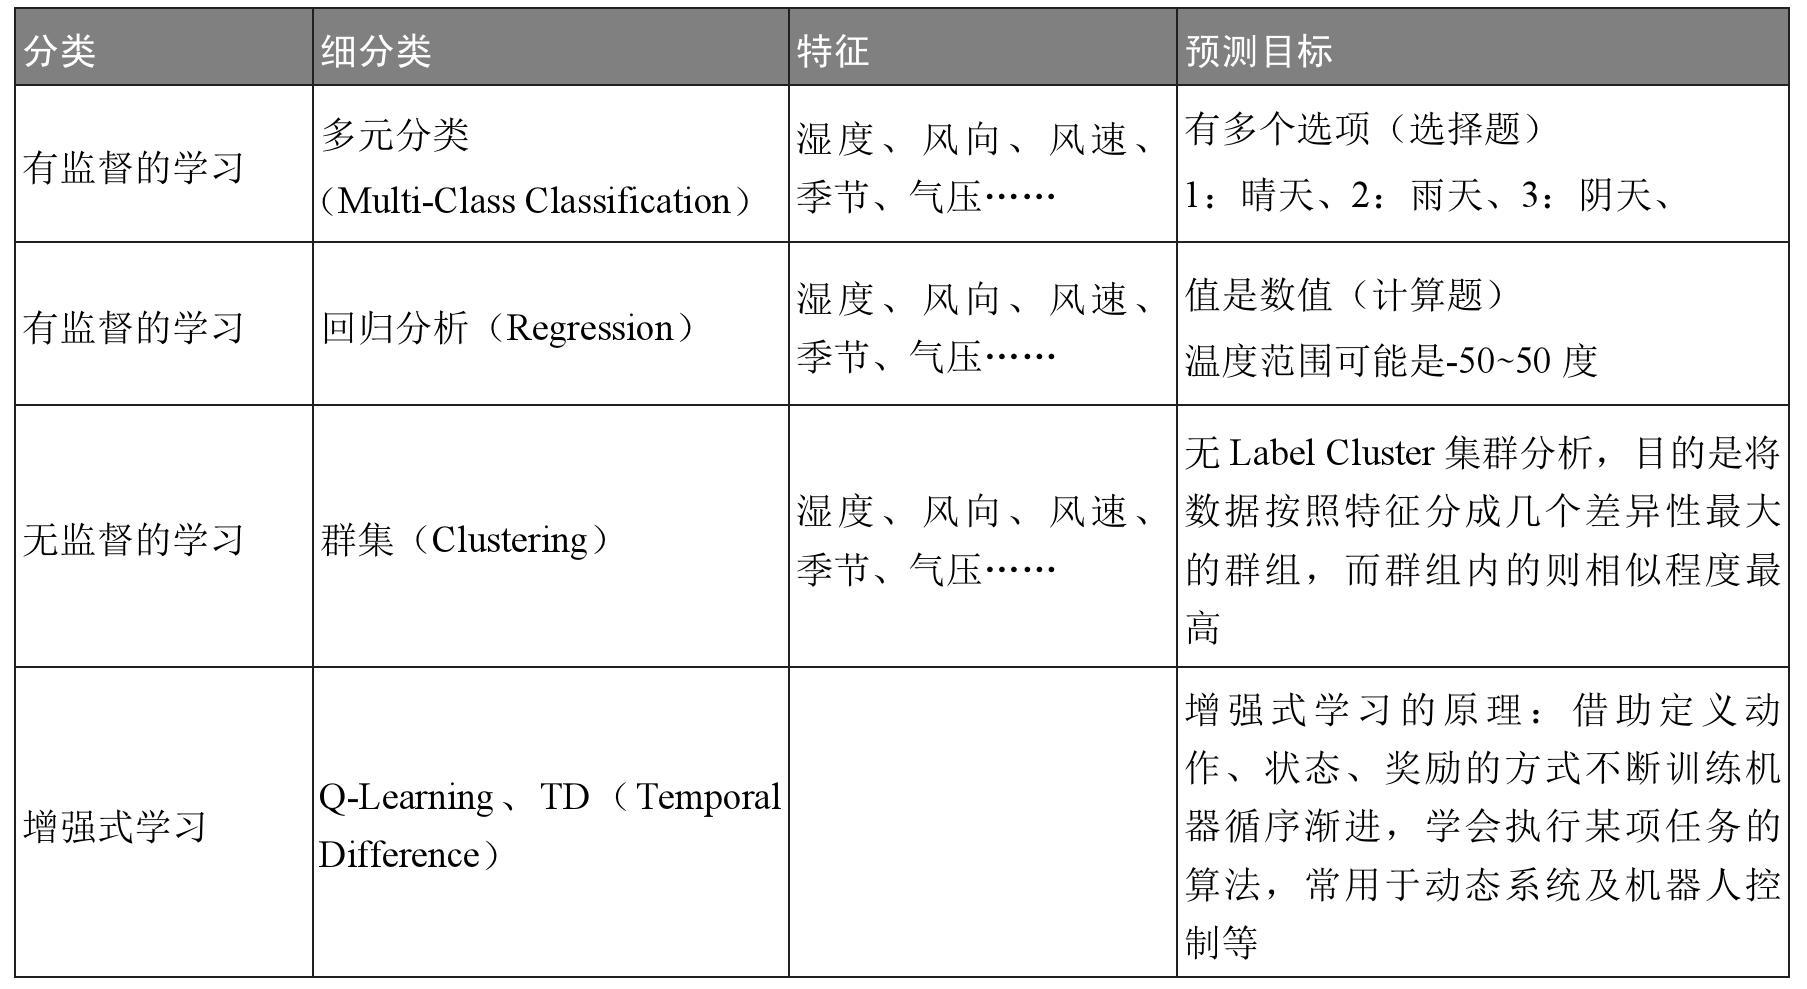 分类 细分类 特征 预测目标
有监督的学习
多元分类
（Multi-Class Classification）
湿度、风向、风速、
季节、气压……
有多个选项（选择题）
1：晴天、2：雨天、3：阴天、
有监督的学习
回归分析（Regression）
湿度、风向、风速、
季节、气压……
值是数值（计算题）
温度范围可能是-50~50 度
无监督的学习
群集（Clustering）
湿度、风向、风速、
季节、气压……
无 Label Cluster 集群分析，目的是将
数据按照特征分成几个差异性最大
的群组，而群组内的则相似程度最
高
增强式学习
Q-Learning、TD（Temporal
Difference）
增强式学习的原理：借助定义动
作、状态、奖励的方式不断训练机
器循序渐进，学会执行某项任务的
算法，常用于动态系统及机器人控
制等